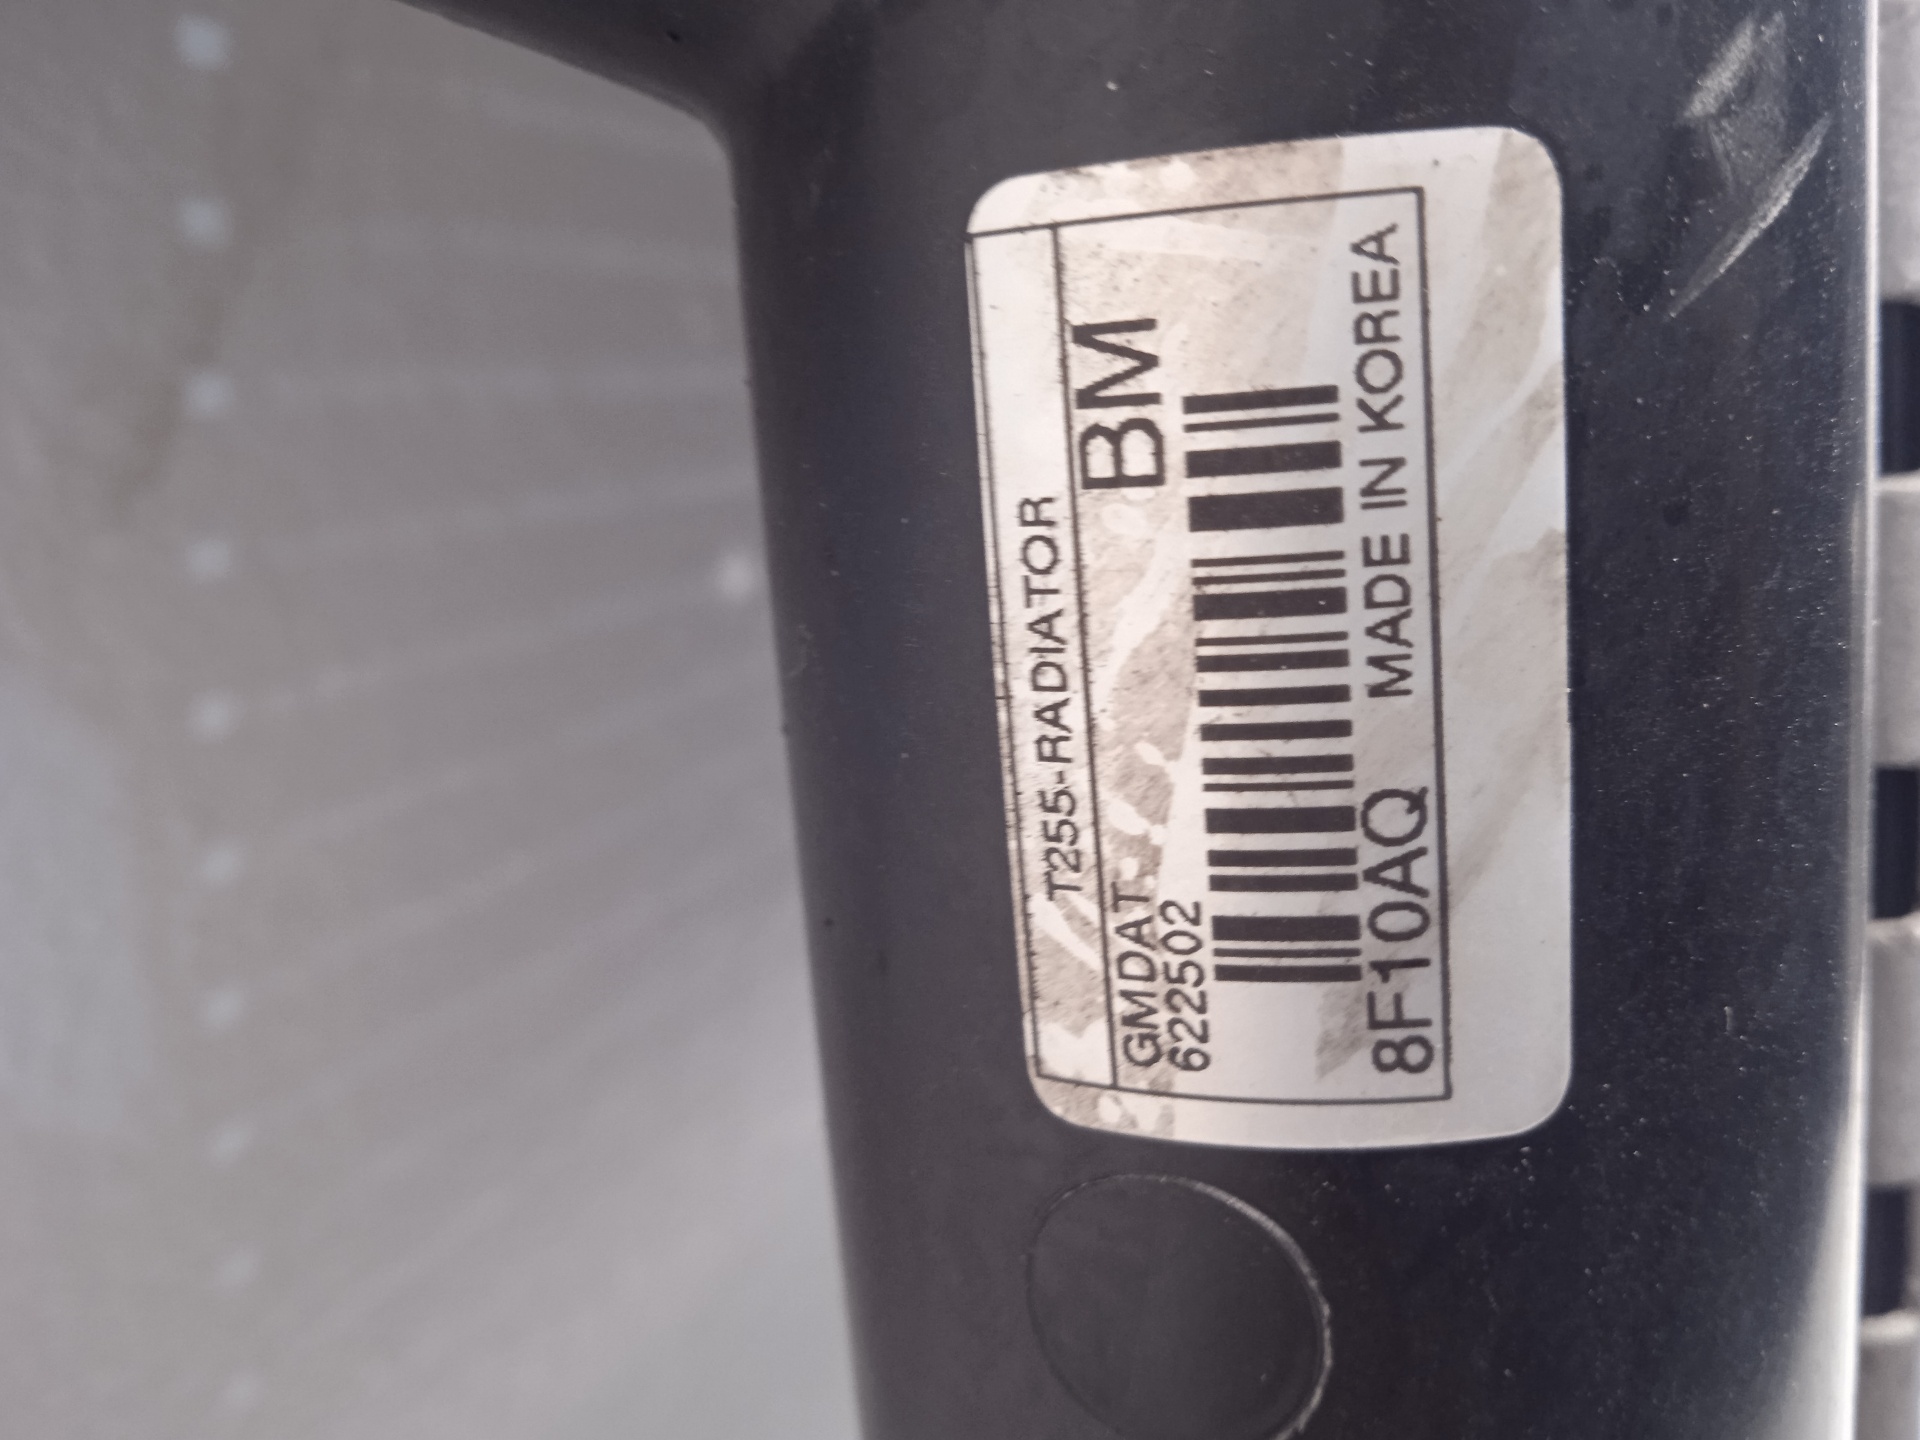 T255-RADIATOR
GMDAT
622502
BM
8F10AQ MADE IN KOREA